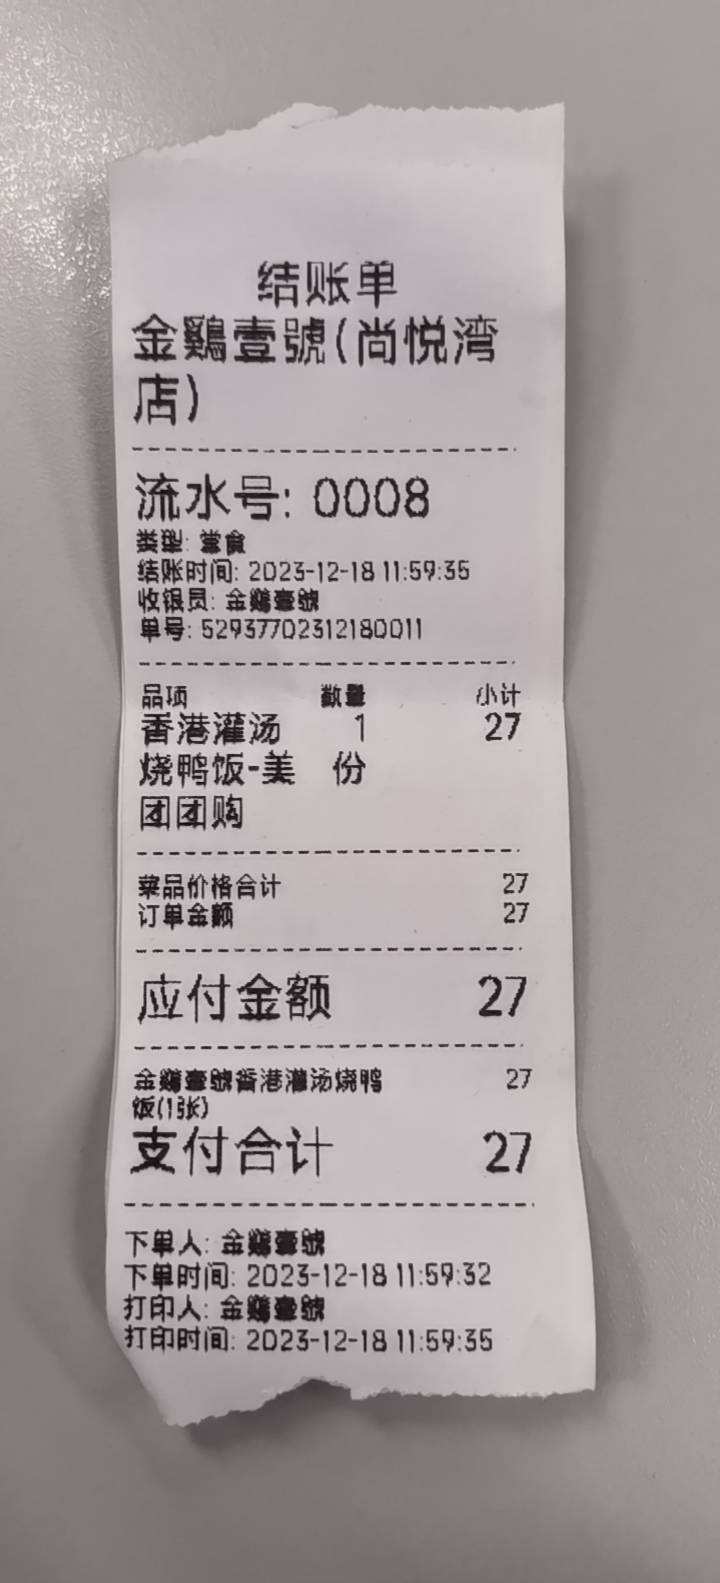 结账单
金鷄壹號(尚悦湾
店)
流水号: 0008
类型: 堂食
结账时间: 2023-12-18 11:59:35
收银员: 金鷄壹號
单号: 529377702312180011
品项 数量 小计
香港灌汤 1 27
烧鸭饭-美 份
团团购
菜品价格合计 27
订单金额 27
应付金额 27
金鷄壹號香港灌汤烧鸭 27
饭(1张)
支付合计 27
下单人: 金鷄壹號
下单时间: 2023-12-18 11:59:32
打印人: 金鷄壹號
打印时间: 2023-12-18 11:59:35